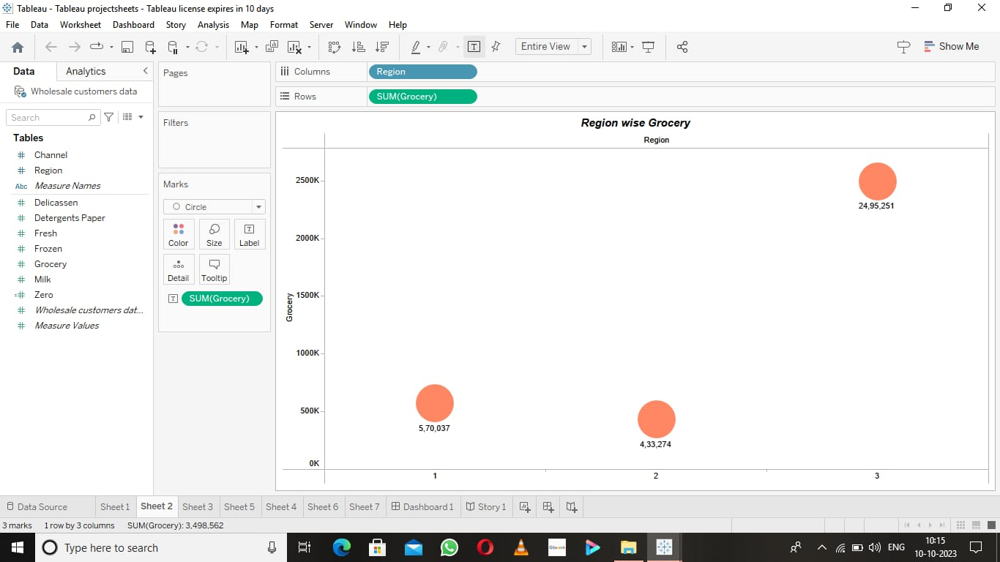 Tableau - Tableau projectsheets - Tableau license expires in 10 days
File Data Worksheet Dashboard Story Analysis Map Format Server Window Help
Entire View Show Me
Data Analytics
Wholesale customers data
Search
Tables
Channel
Region
Abc Measure Names
Delicassen
Detergents Paper
Fresh
Frozen
Grocery
Milk
Zero
Wholesale customers dat...
Measure Values
Pages
Filters
Marks
Circle
Color Size Label
Detail Tooltip
SUM(Grocery)
Columns Region
Rows SUM(Grocery)
Region wise Grocery
Region
Grocery
2500K
2000K
1500K
1000K
500K
0K
24,95,251
5,70,037
4,33,274
1 2 3
Data Source Sheet 1 Sheet 2 Sheet 3 Sheet 5 Sheet 4 Sheet 6 Sheet 7 Dashboard 1 Story 1
3 marks 1 row by 3 columns SUM(Grocery): 3,498,562
Type here to search
GSearch
ENG
10:15
10-10-2023